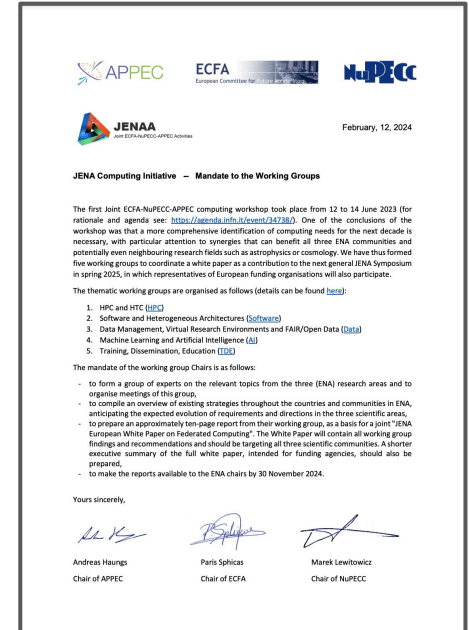 APPEC
ECFA
European Committee for Future Accelerators
NuPECC
JENAA
Joint ECFA-NuPECC-APPEC Activities
February, 12, 2024
JENA Computing Initiative -- Mandate to the Working Groups
The first Joint ECFA-NuPECC-APPEC computing workshop took place from 12 to 14 June 2023 (for
rationale and agenda see: https://agenda.infn.it/event/34738/). One of the conclusions of the
workshop was that a more comprehensive identification of computing needs for the next decade is
necessary, with particular attention to synergies that can benefit all three ENA communities and
potentially even neighbouring research fields such as astrophysics or cosmology. We have thus formed
five working groups to coordinate a white paper as a contribution to the next general JENA Symposium
in spring 2025, in which representatives of European funding organisations will also participate.
The thematic working groups are organised as follows (details can be found here):
1. HPC and HTC (HPC)
2. Software and Heterogeneous Architectures (Software)
3. Data Management, Virtual Research Environments and FAIR/Open Data (Data)
4. Machine Learning and Artificial Intelligence (AI)
5. Training, Dissemination, Education (TDE)
The mandate of the working group Chairs is as follows:
- to form a group of experts on the relevant topics from the three (ENA) research areas and to
organise meetings of this group,
- to compile an overview of existing strategies throughout the countries and communities in ENA,
anticipating the expected evolution of requirements and directions in the three scientific areas,
- to prepare an approximately ten-page report from their working group, as a basis for a joint "JENA
European White Paper on Federated Computing". The White Paper will contain all working group
findings and recommendations and should be targeting all three scientific communities. A shorter
executive summary of the full white paper, intended for funding agencies, should also be
prepared,
- to make the reports available to the ENA chairs by 30 November 2024.
Yours sincerely,
Andreas Haungs
Paris Sphicas
Marek Lewitowicz
Chair of APPEC
Chair of ECFA
Chair of NuPECC